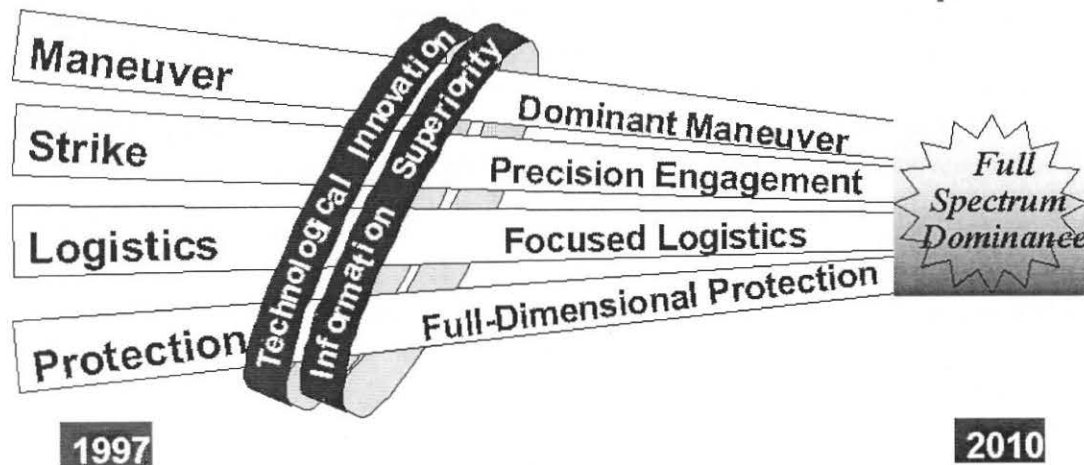 Maneuver
Strike
Logistics
Protection
Technological Innovation
Information Superiority
Dominant Maneuver
Precision Engagement
Focused Logistics
Full-Dimensional Protection
Full
Spectrum
Dominance
1997
2010